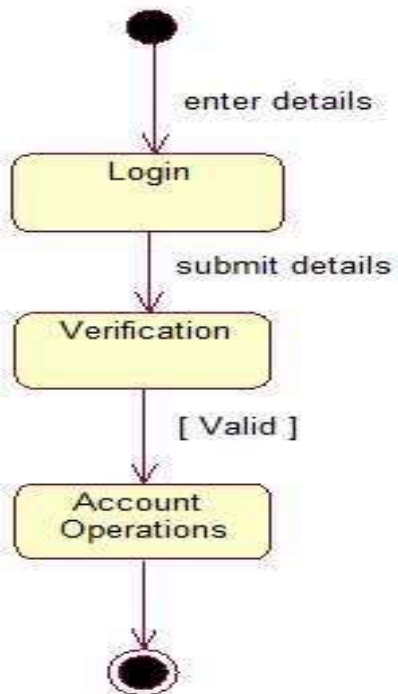 enter details
Login
submit details
Verification
[ Valid ]
Account
Operations